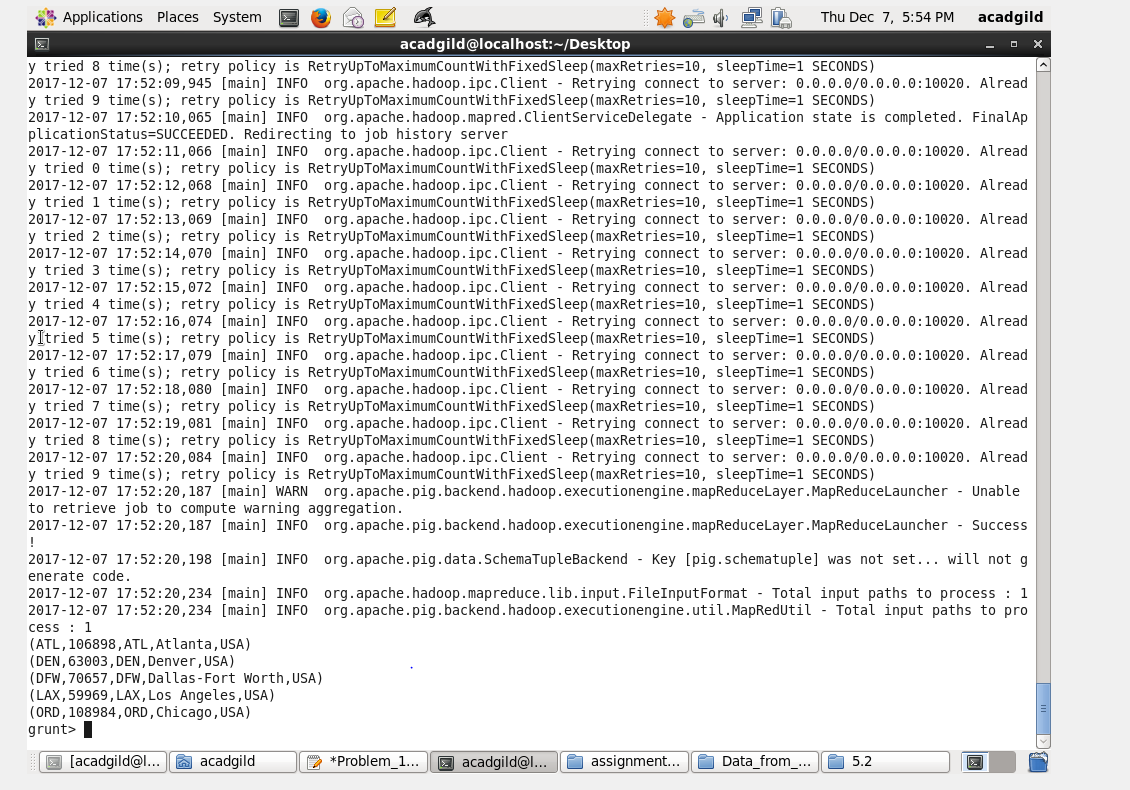 Applications Places System Thu Dec 7, 5:54 PM acadgild
acadgild@localhost:~/Desktop
y tried 8 time(s); retry policy is RetryUpToMaximumCountWithFixedSleep(maxRetries=10, sleepTime=1 SECONDS)
2017-12-07 17:52:09,945 [main] INFO  org.apache.hadoop.ipc.Client - Retrying connect to server: 0.0.0.0/0.0.0.0:10020. Alread
y tried 9 time(s); retry policy is RetryUpToMaximumCountWithFixedSleep(maxRetries=10, sleepTime=1 SECONDS)
2017-12-07 17:52:10,065 [main] INFO  org.apache.hadoop.mapred.ClientServiceDelegate - Application state is completed. FinalAp
plicationStatus=SUCCEEDED. Redirecting to job history server
2017-12-07 17:52:11,066 [main] INFO  org.apache.hadoop.ipc.Client - Retrying connect to server: 0.0.0.0/0.0.0.0:10020. Alread
y tried 0 time(s); retry policy is RetryUpToMaximumCountWithFixedSleep(maxRetries=10, sleepTime=1 SECONDS)
2017-12-07 17:52:12,068 [main] INFO  org.apache.hadoop.ipc.Client - Retrying connect to server: 0.0.0.0/0.0.0.0:10020. Alread
y tried 1 time(s); retry policy is RetryUpToMaximumCountWithFixedSleep(maxRetries=10, sleepTime=1 SECONDS)
2017-12-07 17:52:13,069 [main] INFO  org.apache.hadoop.ipc.Client - Retrying connect to server: 0.0.0.0/0.0.0.0:10020. Alread
y tried 2 time(s); retry policy is RetryUpToMaximumCountWithFixedSleep(maxRetries=10, sleepTime=1 SECONDS)
2017-12-07 17:52:14,070 [main] INFO  org.apache.hadoop.ipc.Client - Retrying connect to server: 0.0.0.0/0.0.0.0:10020. Alread
y tried 3 time(s); retry policy is RetryUpToMaximumCountWithFixedSleep(maxRetries=10, sleepTime=1 SECONDS)
2017-12-07 17:52:15,072 [main] INFO  org.apache.hadoop.ipc.Client - Retrying connect to server: 0.0.0.0/0.0.0.0:10020. Alread
y tried 4 time(s); retry policy is RetryUpToMaximumCountWithFixedSleep(maxRetries=10, sleepTime=1 SECONDS)
2017-12-07 17:52:16,074 [main] INFO  org.apache.hadoop.ipc.Client - Retrying connect to server: 0.0.0.0/0.0.0.0:10020. Alread
y tried 5 time(s); retry policy is RetryUpToMaximumCountWithFixedSleep(maxRetries=10, sleepTime=1 SECONDS)
2017-12-07 17:52:17,079 [main] INFO  org.apache.hadoop.ipc.Client - Retrying connect to server: 0.0.0.0/0.0.0.0:10020. Alread
y tried 6 time(s); retry policy is RetryUpToMaximumCountWithFixedSleep(maxRetries=10, sleepTime=1 SECONDS)
2017-12-07 17:52:18,080 [main] INFO  org.apache.hadoop.ipc.Client - Retrying connect to server: 0.0.0.0/0.0.0.0:10020. Alread
y tried 7 time(s); retry policy is RetryUpToMaximumCountWithFixedSleep(maxRetries=10, sleepTime=1 SECONDS)
2017-12-07 17:52:19,081 [main] INFO  org.apache.hadoop.ipc.Client - Retrying connect to server: 0.0.0.0/0.0.0.0:10020. Alread
y tried 8 time(s); retry policy is RetryUpToMaximumCountWithFixedSleep(maxRetries=10, sleepTime=1 SECONDS)
2017-12-07 17:52:20,084 [main] INFO  org.apache.hadoop.ipc.Client - Retrying connect to server: 0.0.0.0/0.0.0.0:10020. Alread
y tried 9 time(s); retry policy is RetryUpToMaximumCountWithFixedSleep(maxRetries=10, sleepTime=1 SECONDS)
2017-12-07 17:52:20,187 [main] WARN  org.apache.pig.backend.hadoop.executionengine.mapReduceLayer.MapReduceLauncher - Unable
to retrieve job to compute warning aggregation.
2017-12-07 17:52:20,187 [main] INFO  org.apache.pig.backend.hadoop.executionengine.mapReduceLayer.MapReduceLauncher - Success
!
2017-12-07 17:52:20,198 [main] INFO  org.apache.pig.data.SchemaTupleBackend - Key [pig.schematuple] was not set... will not g
enerate code.
2017-12-07 17:52:20,234 [main] INFO  org.apache.hadoop.mapreduce.lib.input.FileInputFormat - Total input paths to process : 1
2017-12-07 17:52:20,234 [main] INFO  org.apache.pig.backend.hadoop.executionengine.util.MapRedUtil - Total input paths to pro
cess : 1
(ATL,106898,ATL,Atlanta,USA)
(DEN,63003,DEN,Denver,USA)
(DFW,70657,DFW,Dallas-Fort Worth,USA)
(LAX,59969,LAX,Los Angeles,USA)
(ORD,108984,ORD,Chicago,USA)
grunt>
[acadgild@l... acadgild *Problem_1... acadgild@l... assignment... Data_from_... 5.2